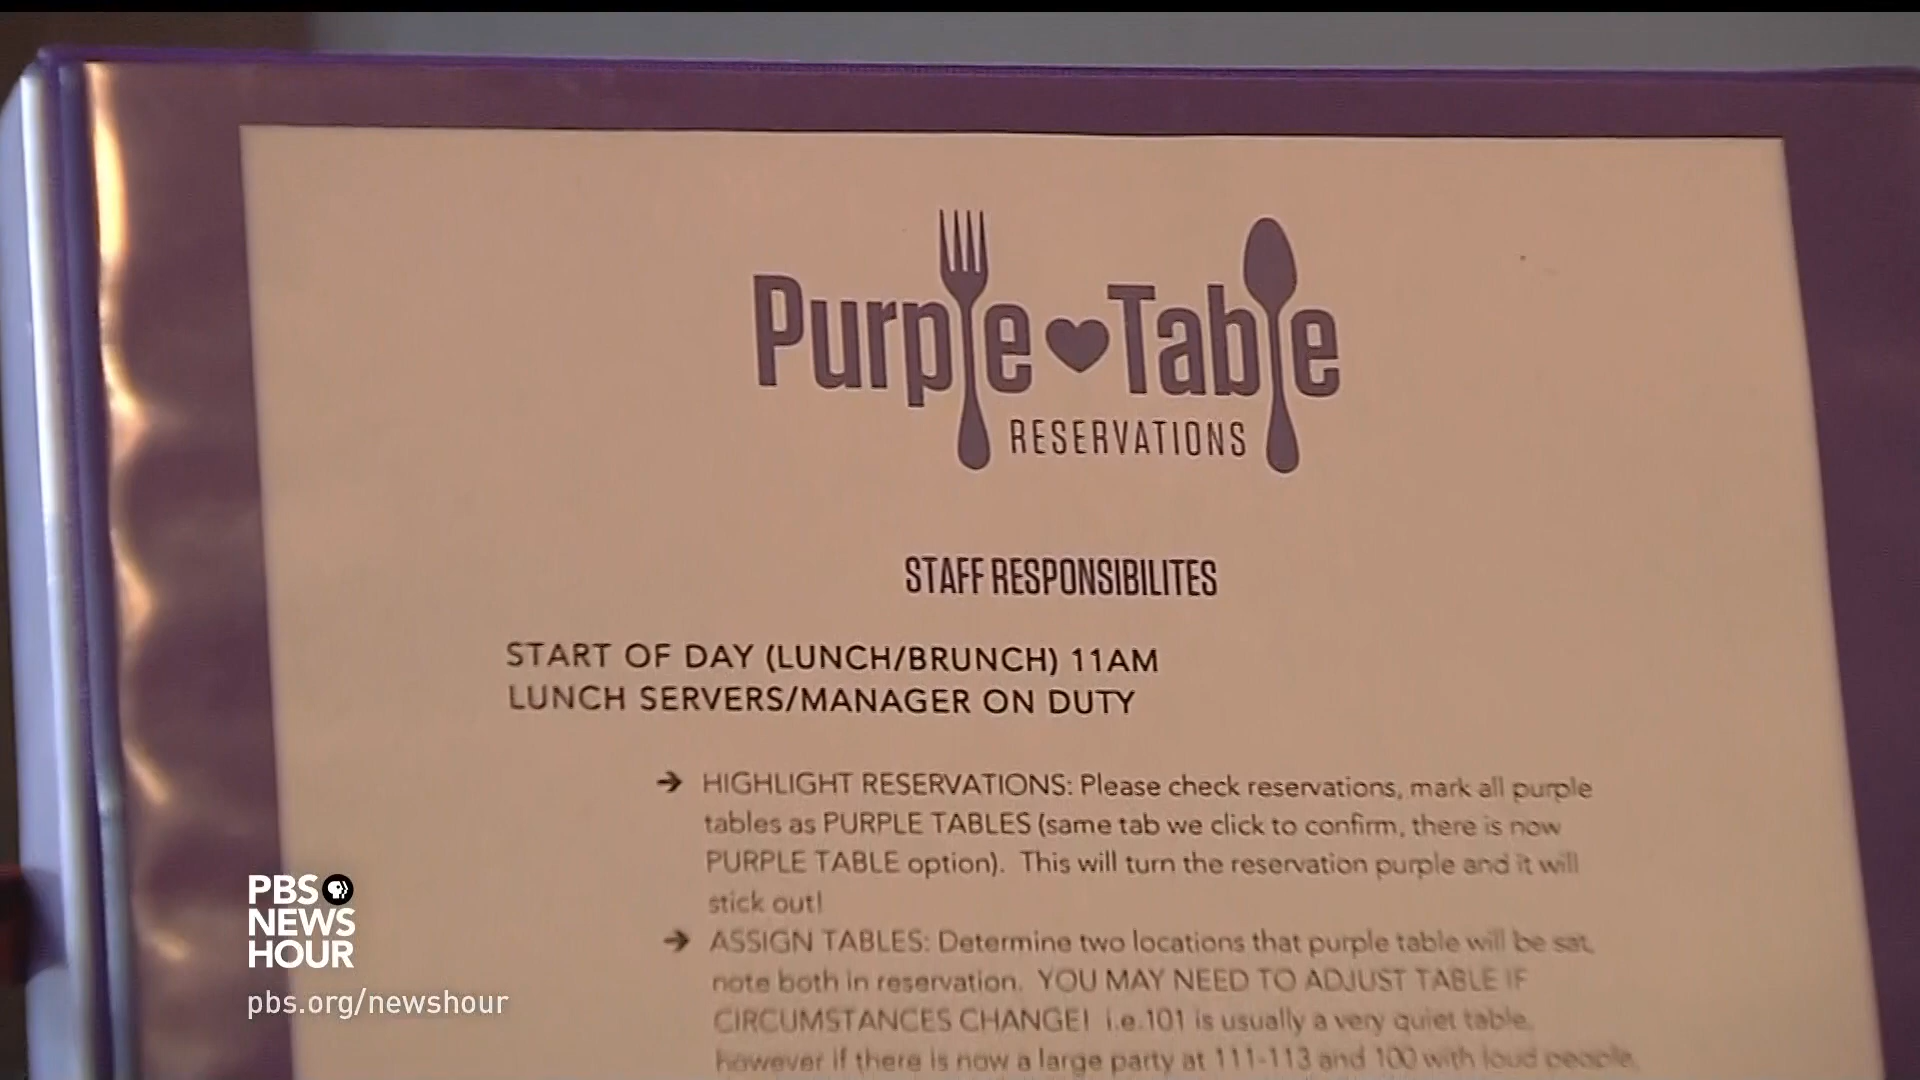 Purple Table
RESERVATIONS
STAFF RESPONSIBILITES
START OF DAY (LUNCH/BRUNCH) 11AM
LUNCH SERVERS/MANAGER ON DUTY
→ HIGHLIGHT RESERVATIONS: Please check reservations, mark all purple
tables as PURPLE TABLES (same tab we click to confirm, there is now
PURPLE TABLE option). This will turn the reservation purple and it will
stick out!
→ ASSIGN TABLES: Determine two locations that purple table will be sat,
note both in reservation. YOU MAY NEED TO ADJUST TABLE IF
CIRCUMSTANCES CHANGE! i.e.101 is usually a very quiet table,
however if there is now a large party at 111-113 and 100 with loud people,
PBS
NEWS
HOUR
pbs.org/newshour